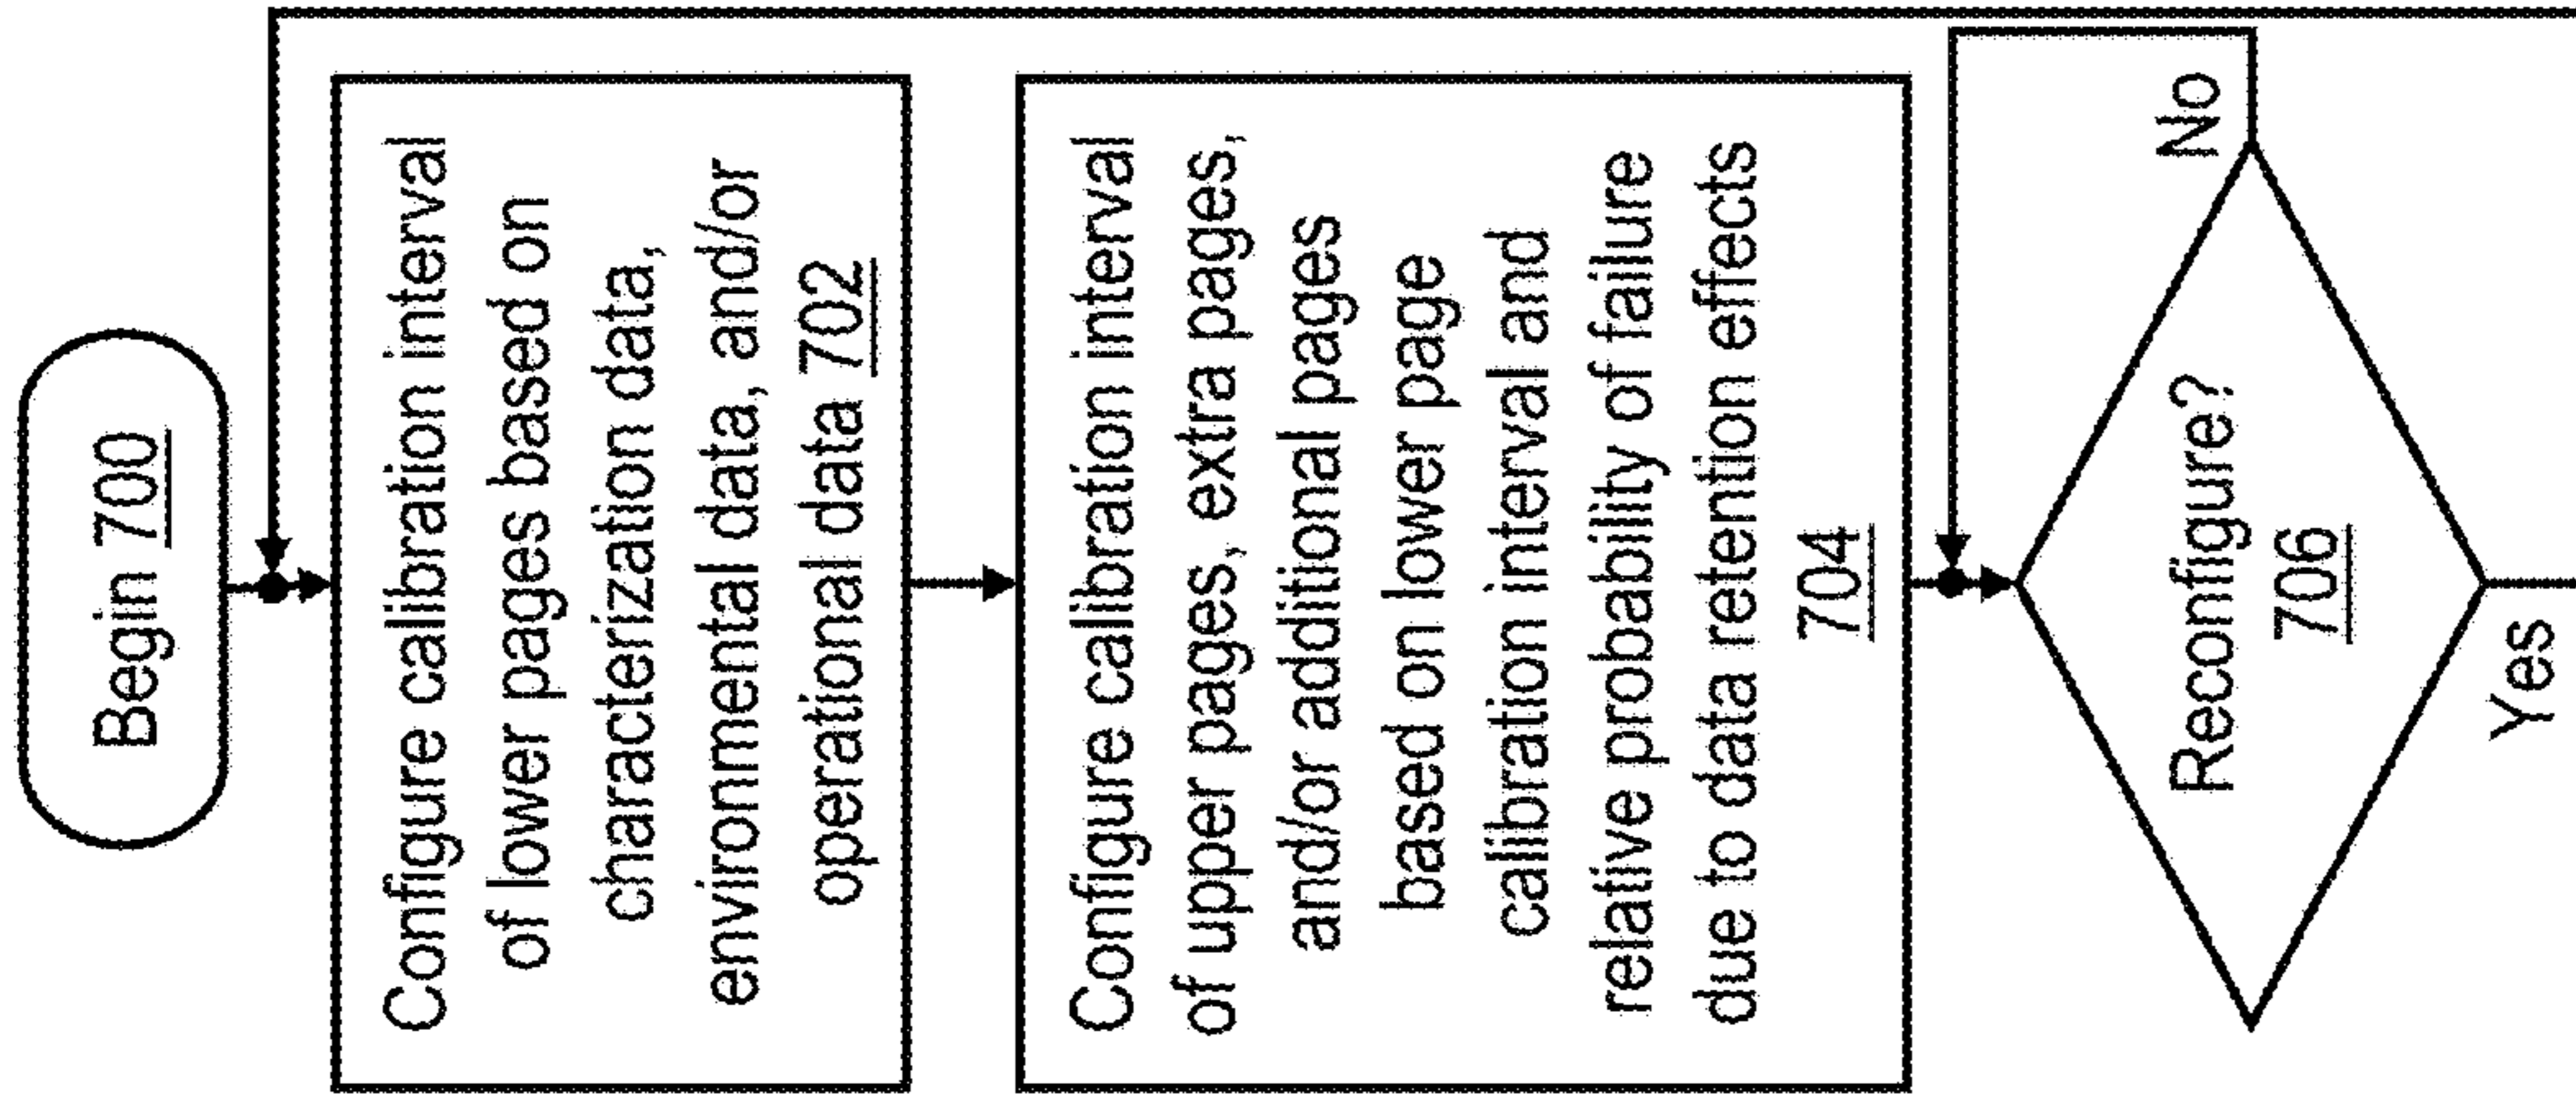 Begin 700
Configure calibration interval
of lower pages based on
characterization data,
environmental data, and/or
operational data 702
Configure calibration interval
of upper pages, extra pages,
and/or additional pages
based on lower page
calibration interval and
relative probability of failure
due to data retention effects
704
No
Reconfigure?
706
Yes